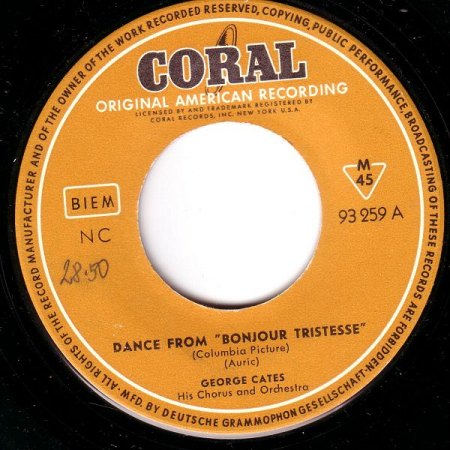 ALL RIGHTS OF THE RECORD MANUFACTURER AND OF THE OWNER OF THE WORK RECORDED RESERVED, COPYING, PUBLIC PERFORMANCE, BROADCASTING OF THESE RECORDS ARE FORBIDDEN
CORAL
ORIGINAL AMERICAN RECORDING
LICENSED BY AND TRADEMARK REGISTERED BY
CORAL RECORDS, INC. NEW YORK U.S.A.
BIEM
NC
28.50
M
45
93 259 A
DANCE FROM "BONJOUR TRISTESSE"
(Columbia Picture)
(Auric)
GEORGE CATES
His Chorus and Orchestra
MFD. BY DEUTSCHE GRAMMOPHON GESELLSCHAFT